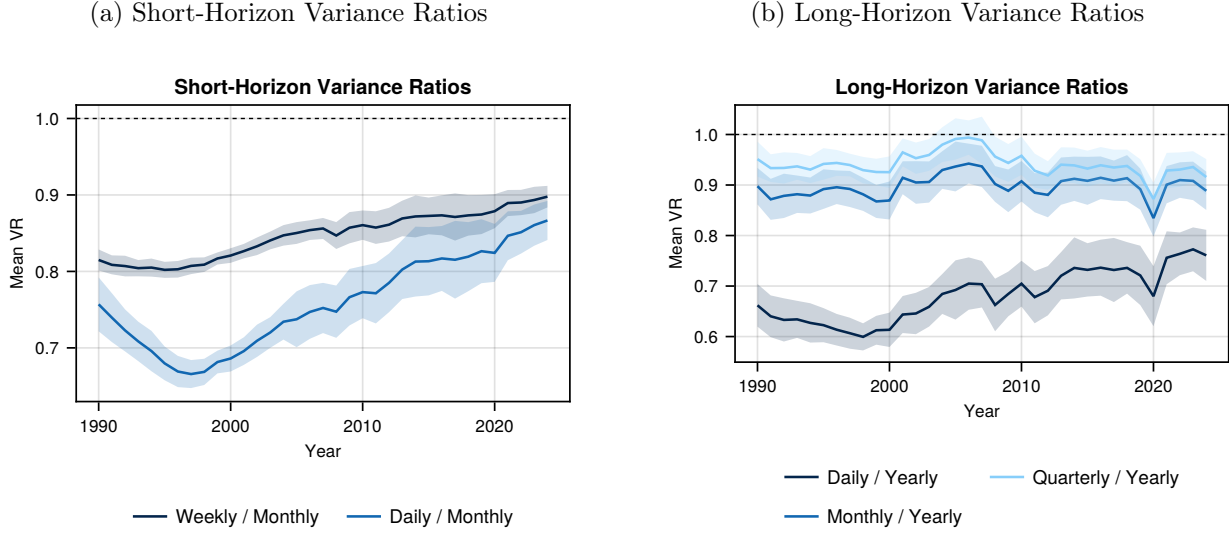 (a) Short-Horizon Variance Ratios
Short-Horizon Variance Ratios
Mean VR
1.0
0.9
0.8
0.7
1990
2000
2010
2020
Year
Weekly / Monthly
Daily / Monthly
(b) Long-Horizon Variance Ratios
Long-Horizon Variance Ratios
Mean VR
1.0
0.9
0.8
0.7
0.6
1990
2000
2010
2020
Year
Daily / Yearly
Quarterly / Yearly
Monthly / Yearly